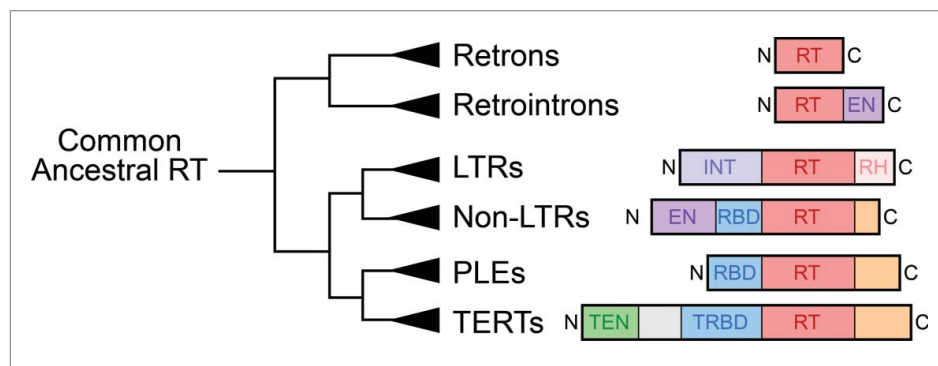 Common
Ancestral RT
Retrons
N RT C
Retrointrons
N RT EN C
LTRs
N INT RT RH C
Non-LTRs
N EN RBD RT C
PLEs
N RBD RT C
TERTs
N TEN TRBD RT C